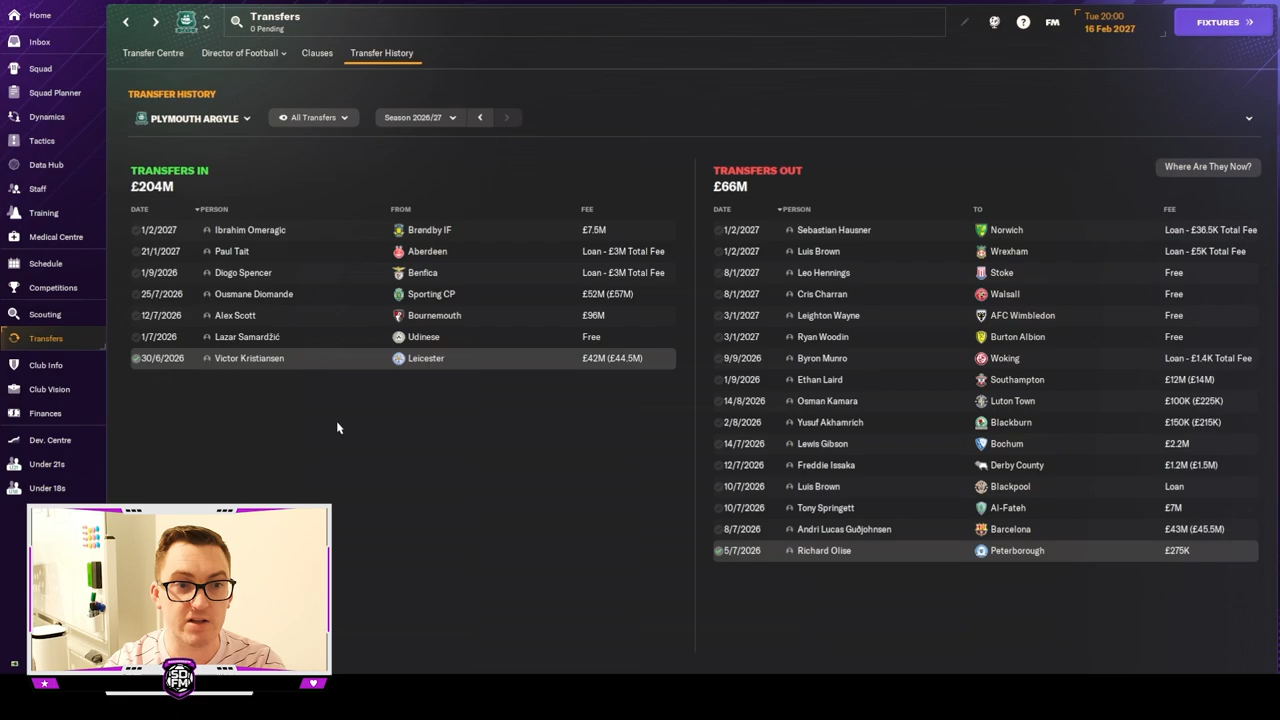 Home
Inbox
Squad
Squad Planner
Dynamics
Tactics
Data Hub
Staff
Training
Medical Centre
Schedule
Competitions
Scouting
Transfers
Club Info
Club Vision
Finances
Dev. Centre
Under 21s
Under 18s
Transfers
0 Pending
FM
Tue 20:00
16 Feb 2027
FIXTURES
Transfer Centre Director of Football Clauses Transfer History
TRANSFER HISTORY
PLYMOUTH ARGYLE All Transfers Season 2026/27
TRANSFERS IN
£204M
DATE PERSON FROM FEE
1/2/2027 Ibrahim Omeragic Brøndby IF £7.5M
21/1/2027 Paul Tait Aberdeen Loan - £3M Total Fee
1/9/2026 Diogo Spencer Benfica Loan - £3M Total Fee
25/7/2026 Ousmane Diomande Sporting CP £52M (£57M)
12/7/2026 Alex Scott Bournemouth £96M
1/7/2026 Lazar Samardžić Udinese Free
30/6/2026 Victor Kristiansen Leicester £42M (£44.5M)
TRANSFERS OUT
£66M
Where Are They Now?
DATE PERSON TO FEE
1/2/2027 Sebastian Hausner Norwich Loan - £36.5K Total Fee
1/2/2027 Luis Brown Wrexham Loan - £5K Total Fee
8/1/2027 Leo Hennings Stoke Free
8/1/2027 Cris Charran Walsall Free
3/1/2027 Leighton Wayne AFC Wimbledon Free
3/1/2027 Ryan Woodin Burton Albion Free
9/9/2026 Byron Munro Woking Loan - £1.4K Total Fee
1/9/2026 Ethan Laird Southampton £12M (£14M)
14/8/2026 Osman Kamara Luton Town £100K (£225K)
2/8/2026 Yusuf Akhamrich Blackburn £150K (£215K)
14/7/2026 Lewis Gibson Bochum £2.2M
12/7/2026 Freddie Issaka Derby County £1.2M (£1.5M)
10/7/2026 Luis Brown Blackpool Loan
10/7/2026 Tony Springett Al-Fateh £7M
8/7/2026 Andri Lucas Guðjohnsen Barcelona £43M (£45.5M)
5/7/2026 Richard Olise Peterborough £275K
SD
FM